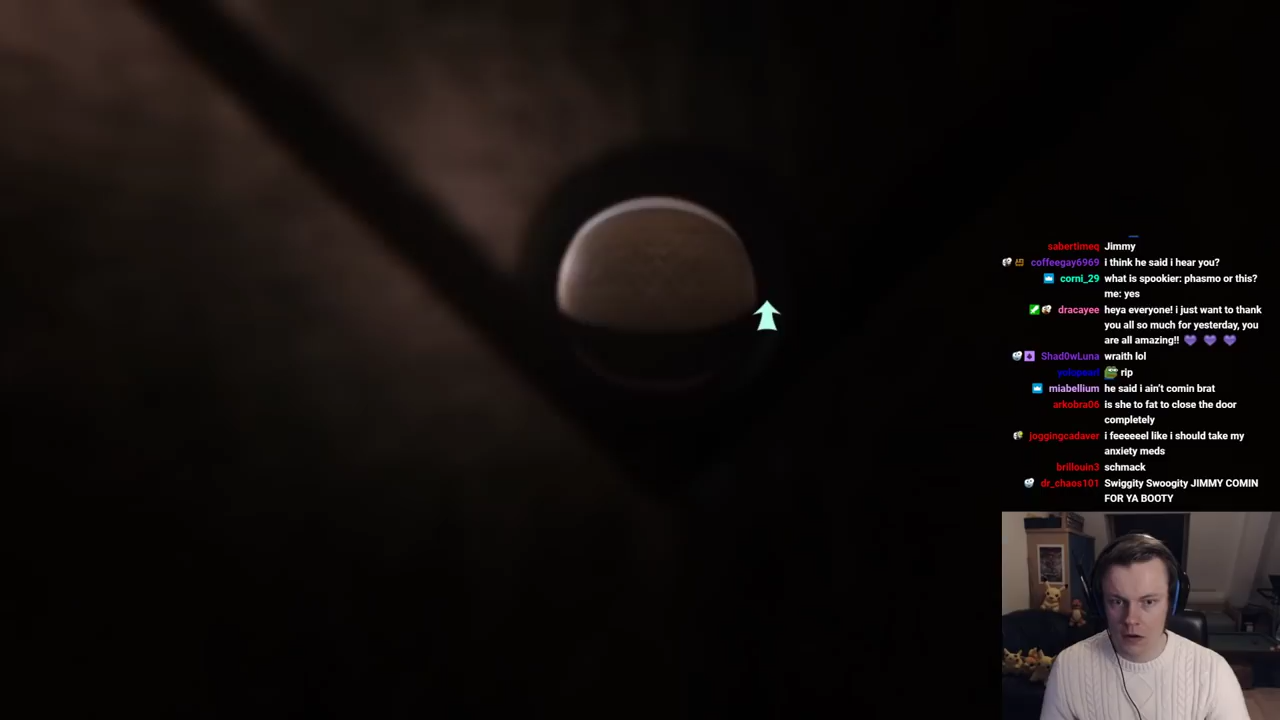 sabertimeq Jimmy
coffeegay6969 i think he said i hear you?
corni_29 what is spookier: phasmo or this?
me: yes
dracayee heya everyone! i just want to thank
you all so much for yesterday, you
are all amazing!! 💜 💜 💜
Shad0wLuna wraith lol
rip
miabellium he said i ain't comin brat
arkobra06 is she to fat to close the door
completely
joggingcadaver i feeeeeel like i should take my
anxiety meds
brillouin3 schmack
dr_chaos101 Swiggity Swoogity JIMMY COMIN
FOR YA BOOTY